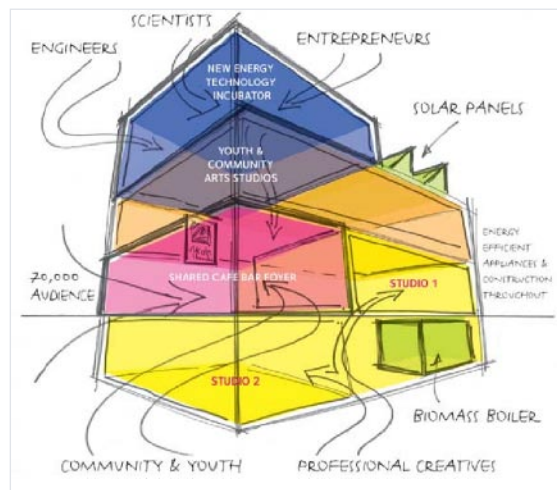 SCIENTISTS
ENGINEERS
ENTREPRENEURS
NEW ENERGY
TECHNOLOGY
INCUBATOR
SOLAR PANELS
YOUTH &
COMMUNITY
ARTS STUDIOS
ENERGY
EFFICIENT
APPLIANCES &
CONSTRUCTION
THROUGHOUT
70,000
AUDIENCE
SHARED CAFE BAR FOYER
STUDIO 1
STUDIO 2
BIOMASS BOILER
COMMUNITY & YOUTH
PROFESSIONAL CREATIVES